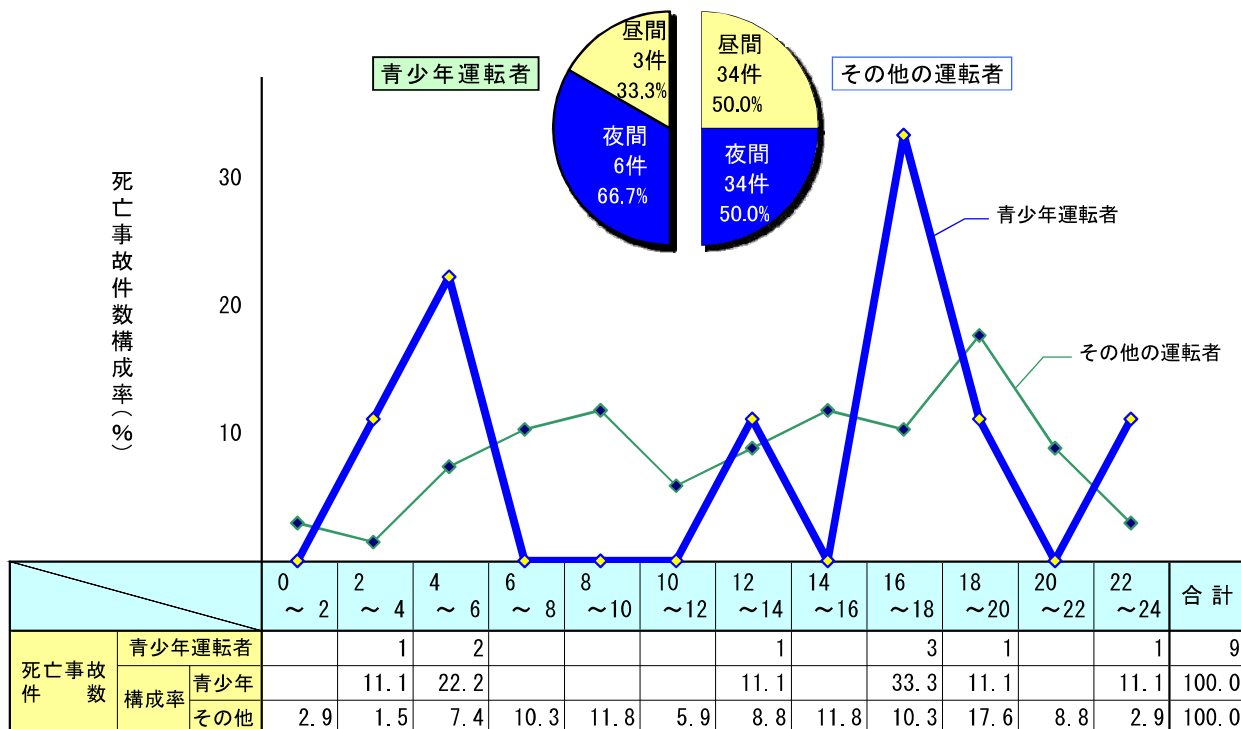 青少年運転者
昼間
3件
33.3%
夜間
6件
66.7%
昼間
34件
50.0%
夜間
34件
50.0%
その他の運転者
死亡事故件数構成率(%)
30
20
10
青少年運転者
その他の運転者
0～2 2～4 4～6 6～8 8～10 10～12 12～14 14～16 16～18 18～20 20～22 22～24 合計
死亡事故件数
青少年運転者 1 2 1 3 1 1 9
構成率
青少年 11.1 22.2 11.1 33.3 11.1 11.1 100.0
その他 2.9 1.5 7.4 10.3 11.8 5.9 8.8 11.8 10.3 17.6 8.8 2.9 100.0